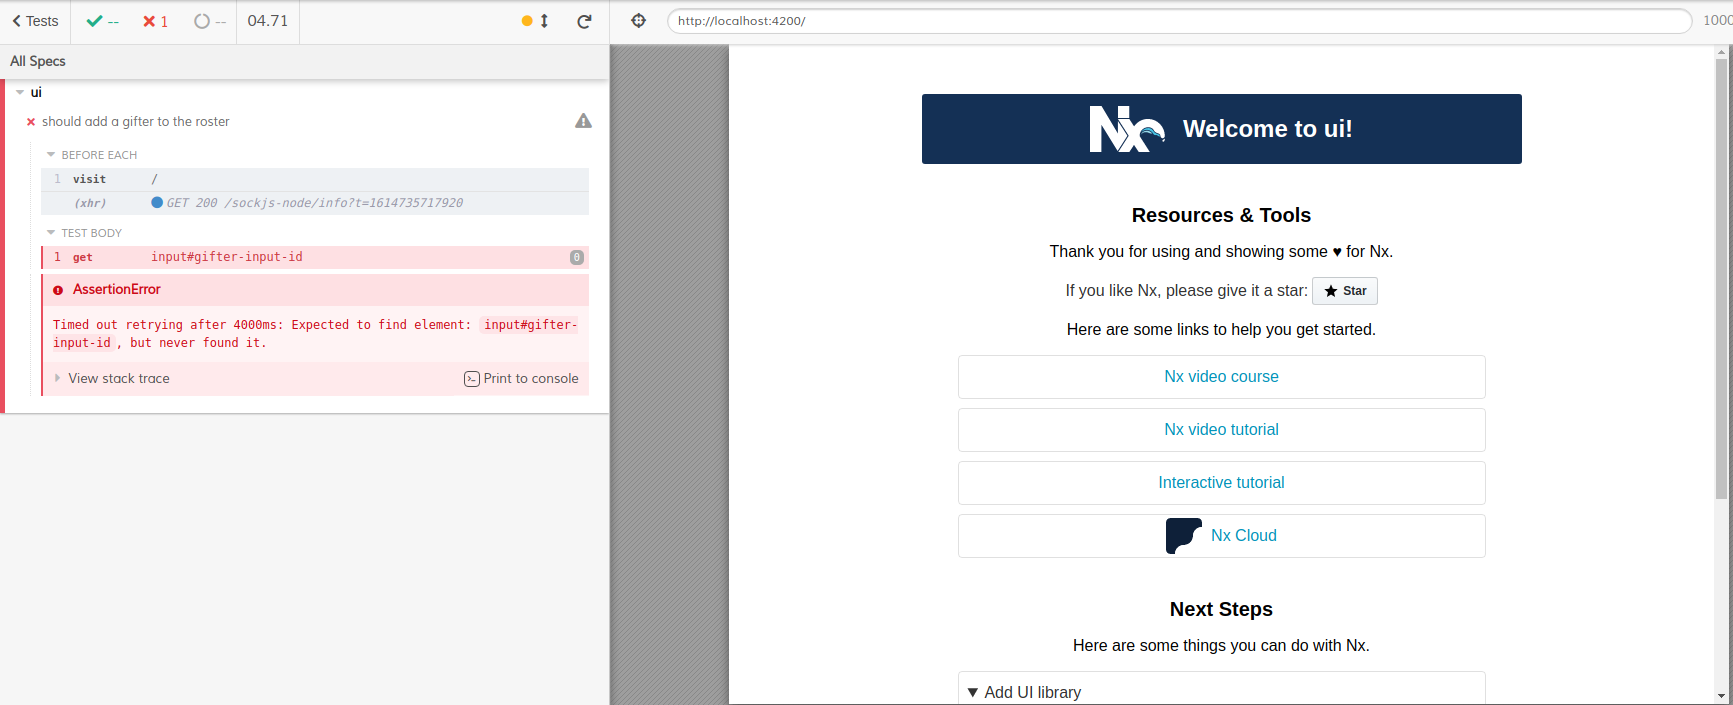 Tests
--
1
--
04.71
http://localhost:4200/
1000
All Specs
ui
should add a gifter to the roster
BEFORE EACH
1 visit /
(xhr) GET 200 /sockjs-node/info?t=1614735717920
TEST BODY
1 get input#gifter-input-id 0
AssertionError
Timed out retrying after 4000ms: Expected to find element: input#gifter-
input-id, but never found it.
View stack trace
Print to console
Nx Welcome to ui!
Resources & Tools
Thank you for using and showing some ♥ for Nx.
If you like Nx, please give it a star: Star
Here are some links to help you get started.
Nx video course
Nx video tutorial
Interactive tutorial
Nx Cloud
Next Steps
Here are some things you can do with Nx.
Add UI library